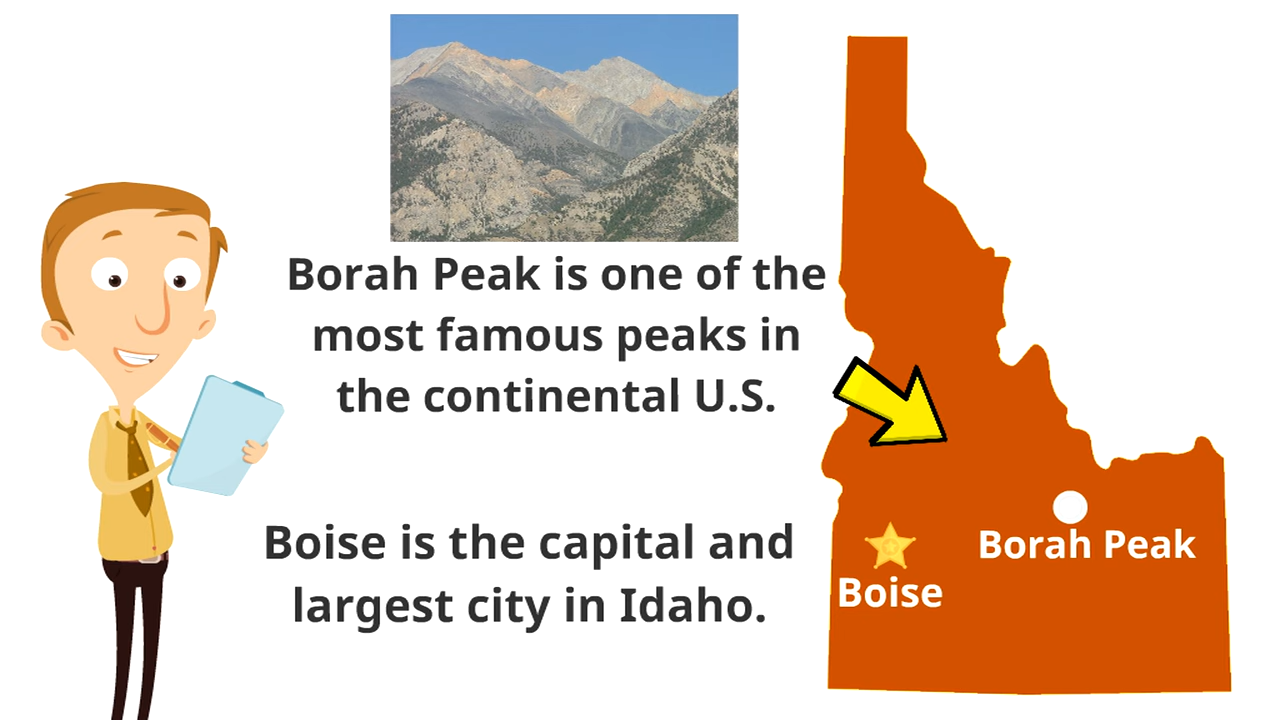 Borah Peak is one of the
most famous peaks in
the continental U.S.
Boise is the capital and
largest city in Idaho.
Borah Peak
Boise